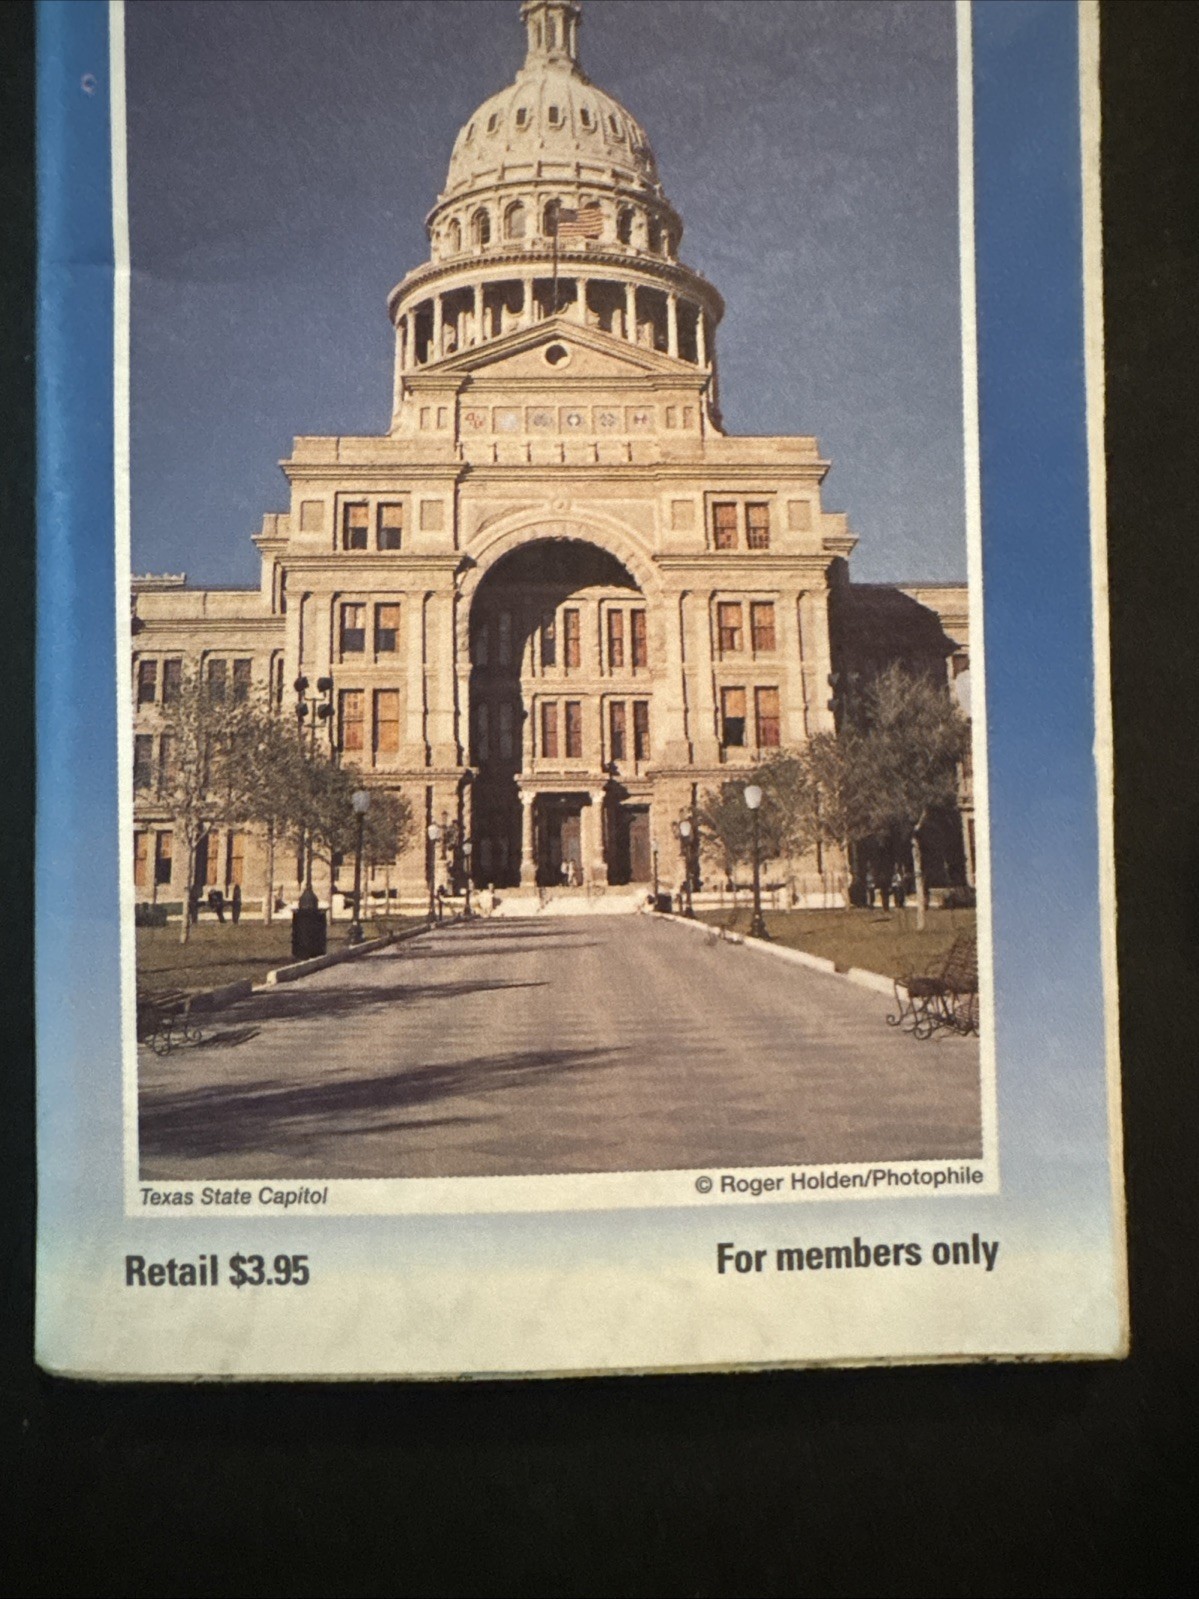 Texas State Capitol
© Roger Holden/Photophile
Retail $3.95
For members only